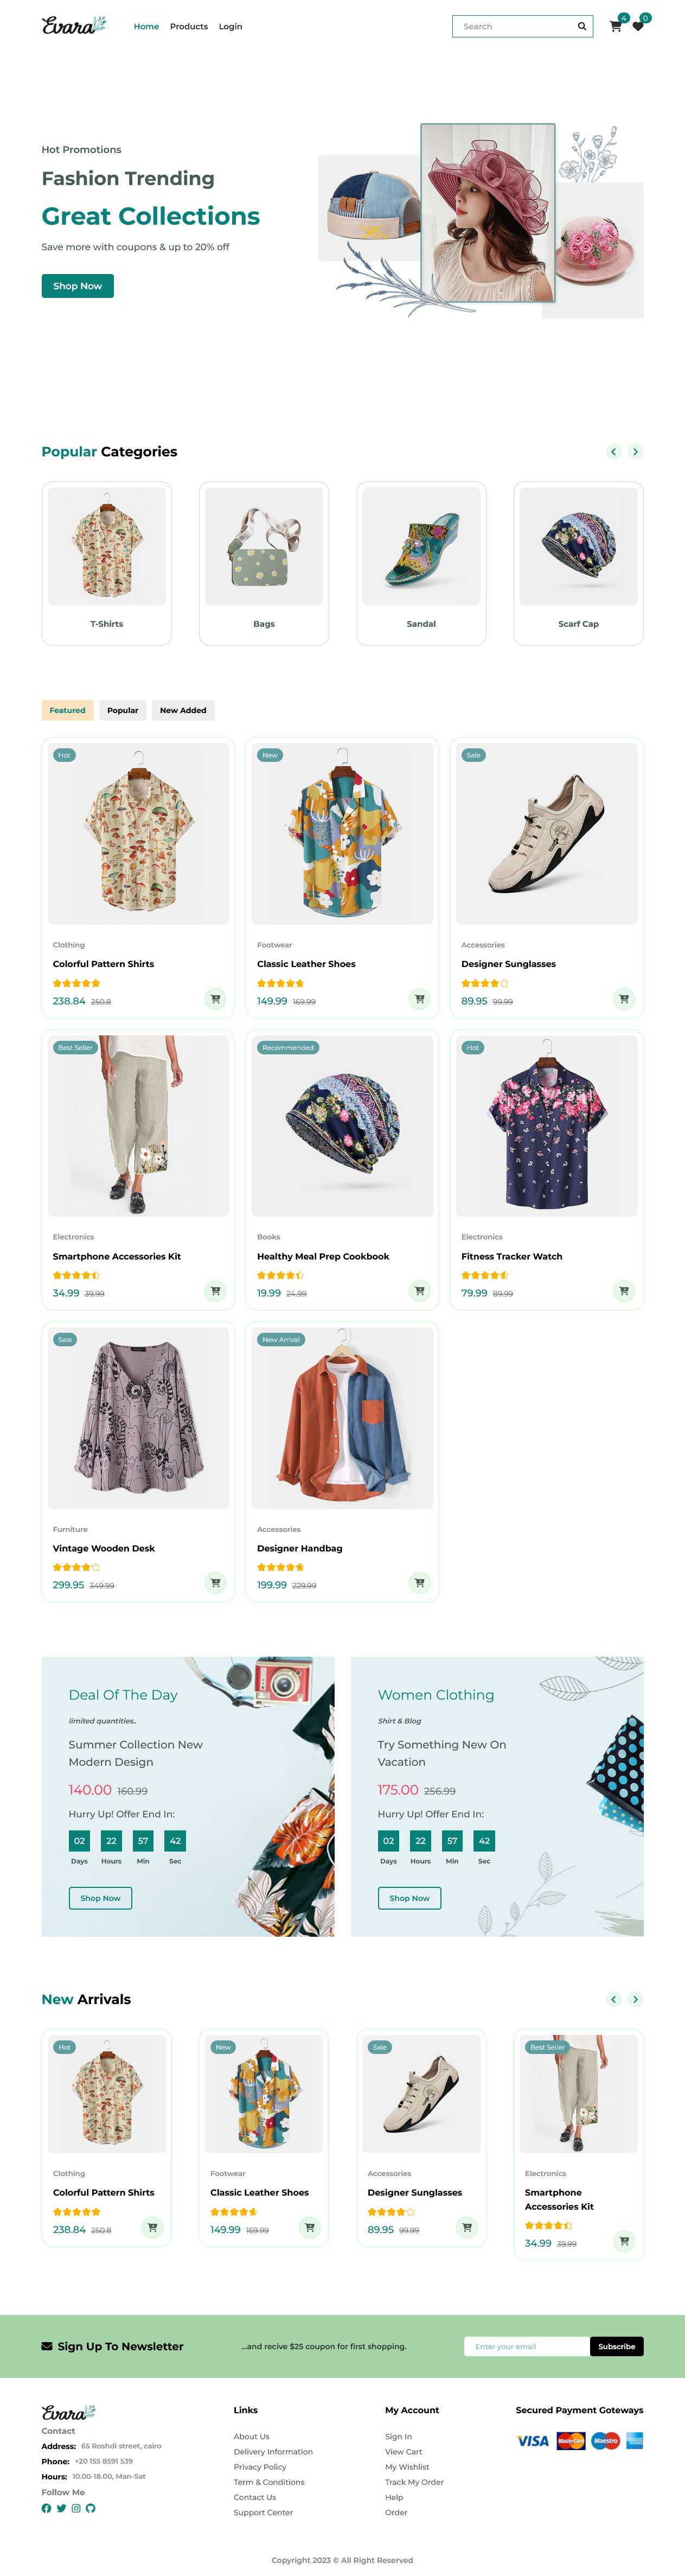 Evara
Home Products Login
Search
4
0
Hot Promotions
Fashion Trending
Great Collections
Save more with coupons & up to 20% off
Shop Now
Popular Categories
T-Shirts
Bags
Sandal
Scarf Cap
Featured Popular New Added
Hot
Clothing
Colorful Pattern Shirts
238.84 250.8
New
Footwear
Classic Leather Shoes
149.99 169.99
Sale
Accessories
Designer Sunglasses
89.95 99.99
Best Seller
Electronics
Smartphone Accessories Kit
34.99 39.99
Recommended
Books
Healthy Meal Prep Cookbook
19.99 24.99
Hot
Electronics
Fitness Tracker Watch
79.99 89.99
Sale
Furniture
Vintage Wooden Desk
299.95 349.99
New Arrival
Accessories
Designer Handbag
199.99 229.99
Deal Of The Day
limited quantities..
Summer Collection New
Modern Design
140.00 160.99
Hurry Up! Offer End In:
02 22 57 42
Days Hours Min Sec
Shop Now
Women Clothing
Shirt & Blog
Try Something New On
Vacation
175.00 256.99
Hurry Up! Offer End In:
02 22 57 42
Days Hours Min Sec
Shop Now
New Arrivals
Hot
Clothing
Colorful Pattern Shirts
238.84 250.8
New
Footwear
Classic Leather Shoes
149.99 169.99
Sale
Accessories
Designer Sunglasses
89.95 99.99
Best Seller
Electronics
Smartphone
Accessories Kit
34.99 39.99
Sign Up To Newsletter
...and recive $25 coupon for first shopping.
Enter your email
Subscribe
Evara
Contact
Address: 65 Roshdi street, cairo
Phone: +20 155 8591 539
Hours: 10.00-18.00, Man-Sat
Follow Me
Links
About Us
Delivery Information
Privacy Policy
Term & Conditions
Contact Us
Support Center
My Account
Sign In
View Cart
My Wishlist
Track My Order
Help
Order
Secured Payment Goteways
VISA MasterCard Maestro
Copyright 2023 © All Right Reserved